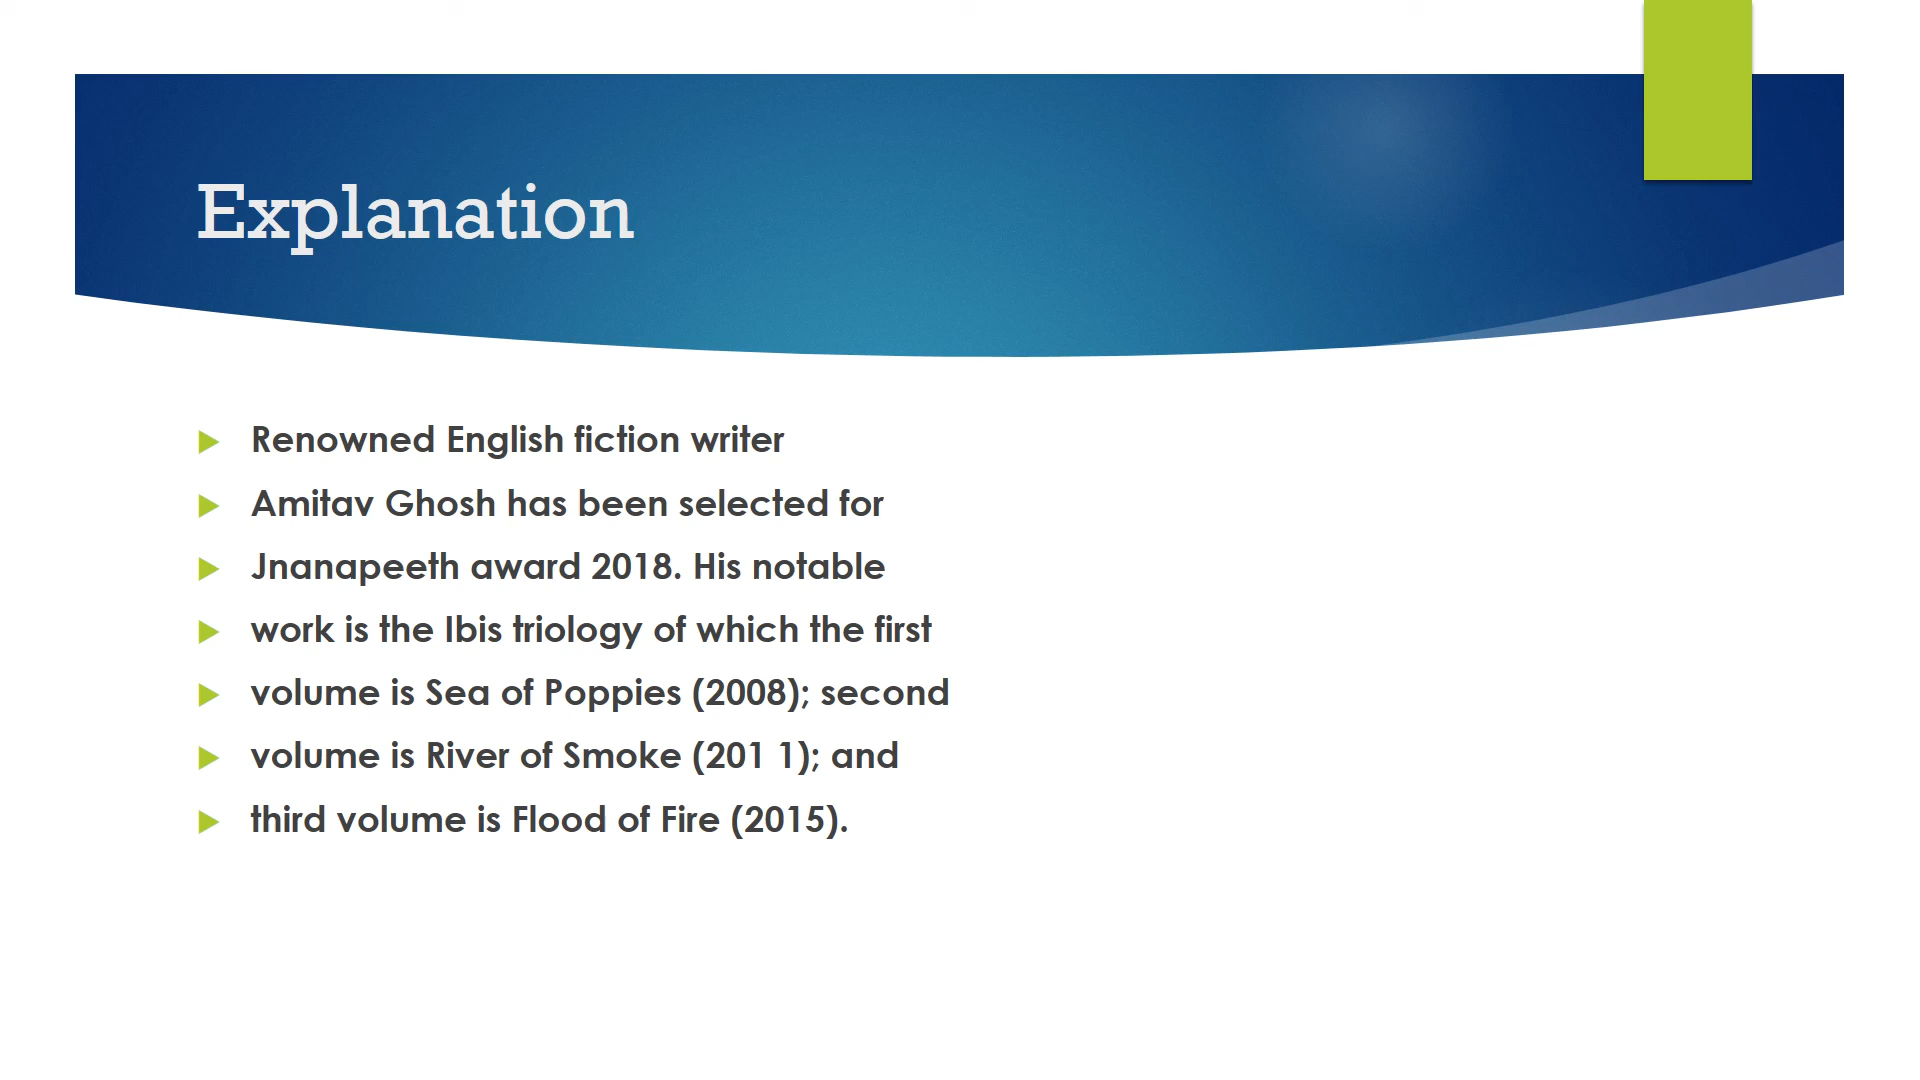 Explanation
Renowned English fiction writer
Amitav Ghosh has been selected for
Jnanapeeth award 2018. His notable
work is the Ibis triology of which the first
volume is Sea of Poppies (2008); second
volume is River of Smoke (201 1); and
third volume is Flood of Fire (2015).